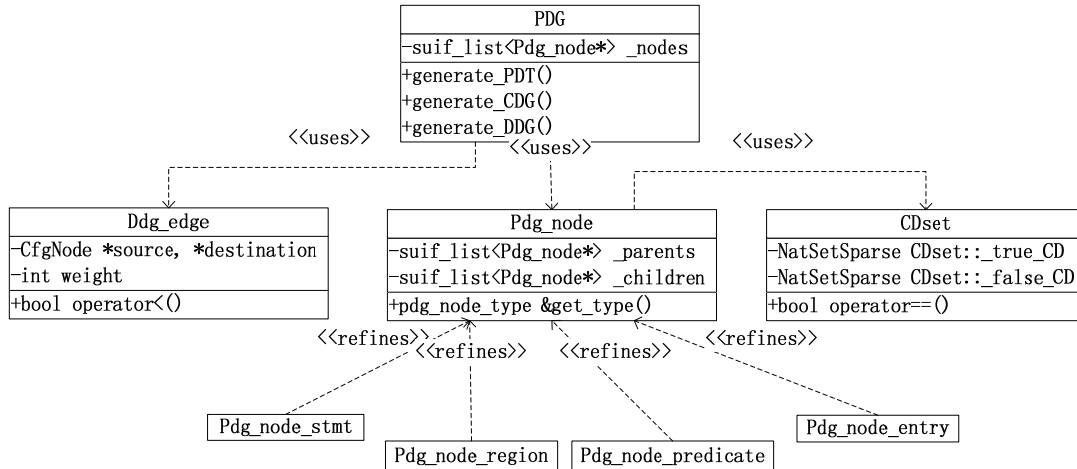 PDG
-suif_list<Pdg_node*> _nodes
+generate_PDT()
+generate_CDG()
+generate_DDG()
<<uses>>
<<uses>>
<<uses>>
Ddg_edge
-CfgNode *source, *destination
-int weight
+bool operator<()
Pdg_node
-suif_list<Pdg_node*> _parents
-suif_list<Pdg_node*> _children
+pdg_node_type &get_type()
CDset
-NatSetSparse CDset::_true_CD
-NatSetSparse CDset::_false_CD
+bool operator==()
<<refines>>
<<refines>>
<<refines>>
<<refines>>
Pdg_node_stmt
Pdg_node_region
Pdg_node_predicate
Pdg_node_entry